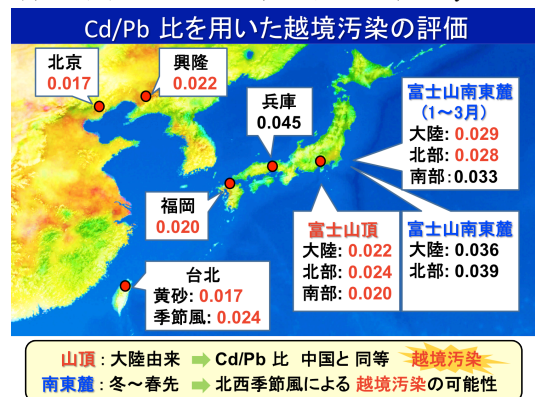 Cd/Pb 比を用いた越境汚染の評価
北京
0.017
興隆
0.022
兵庫
0.045
富士山南東麓
(1～3月)
大陸: 0.029
北部: 0.028
南部：0.033
福岡
0.020
富士山頂
大陸: 0.022
北部: 0.024
南部: 0.020
富士山南東麓
大陸: 0.036
北部: 0.039
台北
黄砂: 0.017
季節風: 0.024
山頂：大陸由来 ➡ Cd/Pb 比 中国と 同等 越境汚染
南東麓：冬～春先 ➡ 北西季節風による 越境汚染の可能性